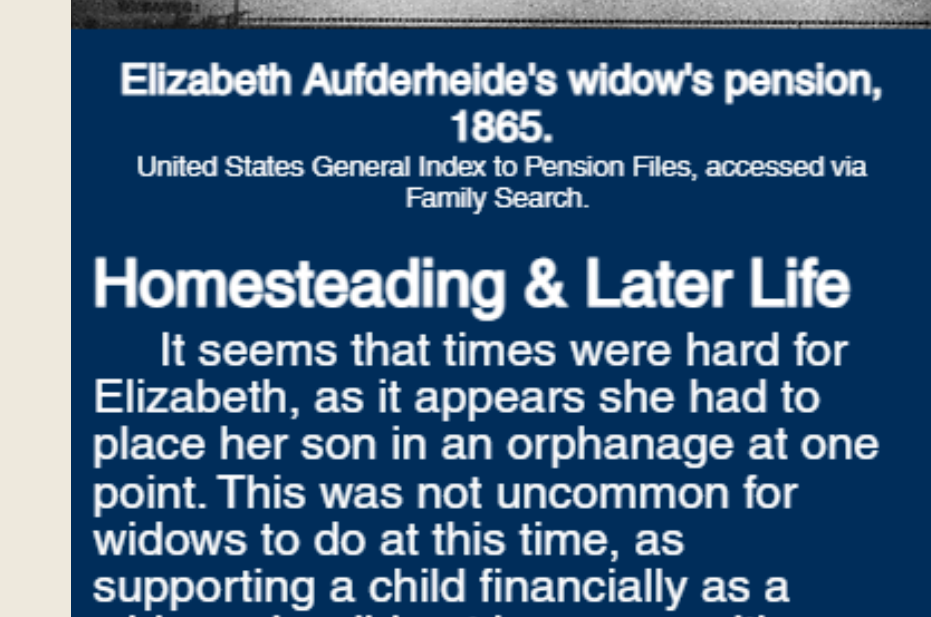 Elizabeth Aufderheide's widow's pension,
1865.
United States General Index to Pension Files, accessed via
Family Search.
Homesteading & Later Life
It seems that times were hard for
Elizabeth, as it appears she had to
place her son in an orphanage at one
point. This was not uncommon for
widows to do at this time, as
supporting a child financially as a